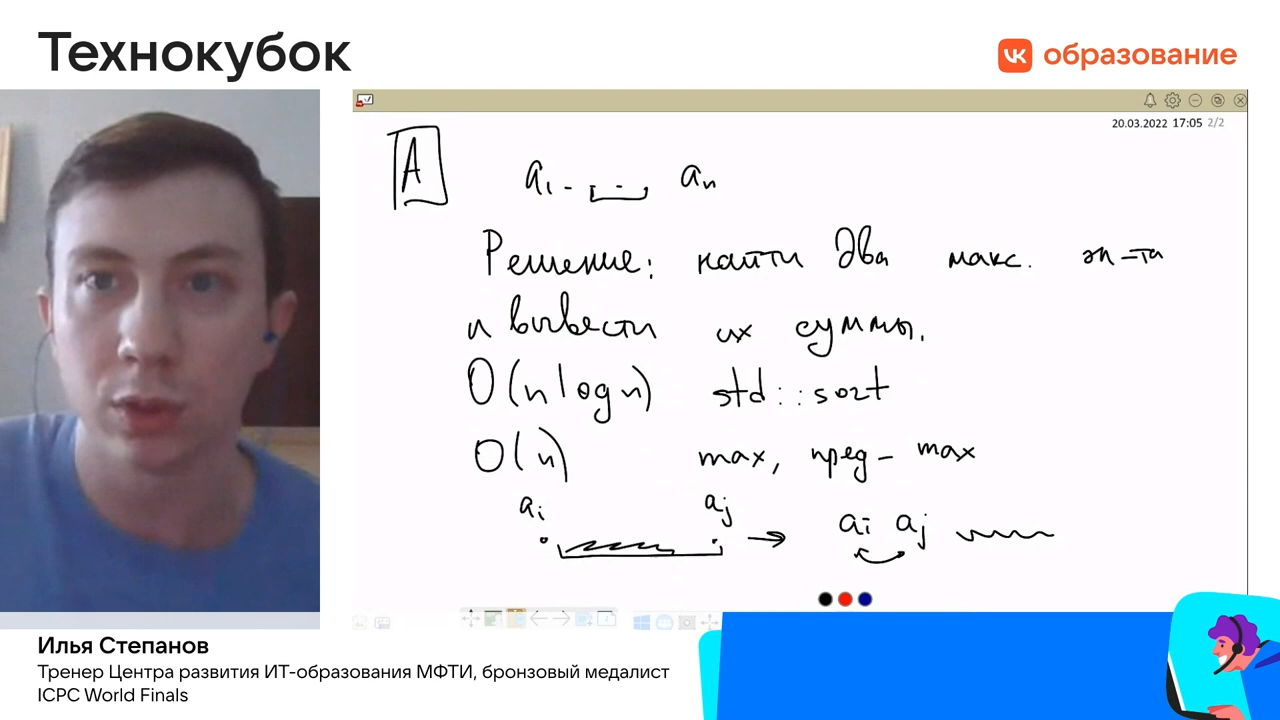 Технокубок
VK образование
20.03.2022 17:05 2/2
A
a₁ . . . aₙ
Решение: найти два макс. эл-та
и вывести их суммы.
O(n log n) std::sort
O(n) max, пред-max
aᵢ aⱼ → aᵢ aⱼ
Илья Степанов
Тренер Центра развития ИТ-образования МФТИ, бронзовый медалист
ICPC World Finals